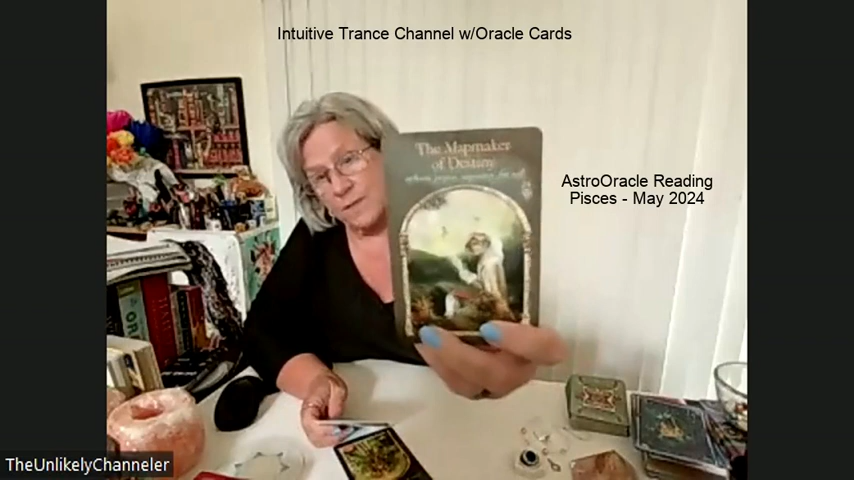 Intuitive Trance Channel w/Oracle Cards
The Mapmaker
of Destiny
AstroOracle Reading
Pisces - May 2024
TheUnlikelyChanneler